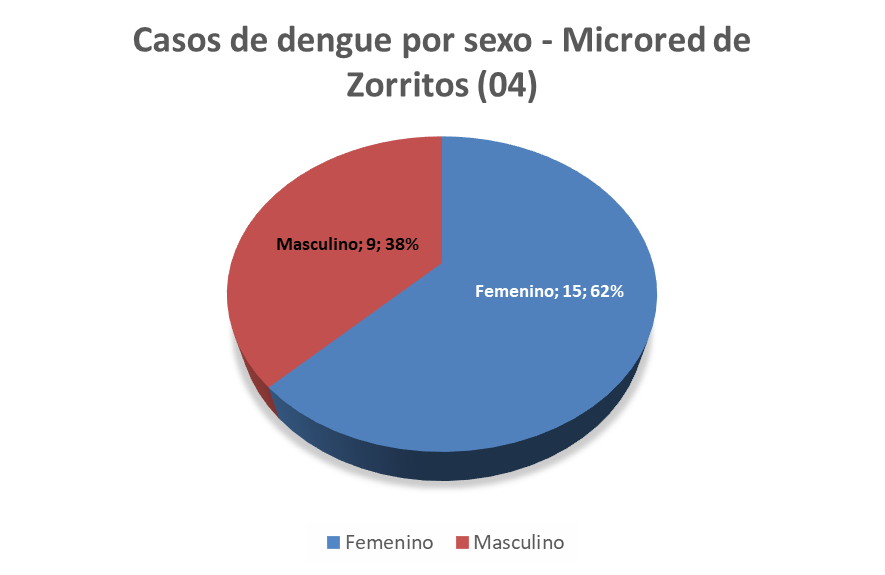 Casos de dengue por sexo - Microred de
Zorritos (04)
Masculino; 9; 38%
Femenino; 15; 62%
Femenino Masculino